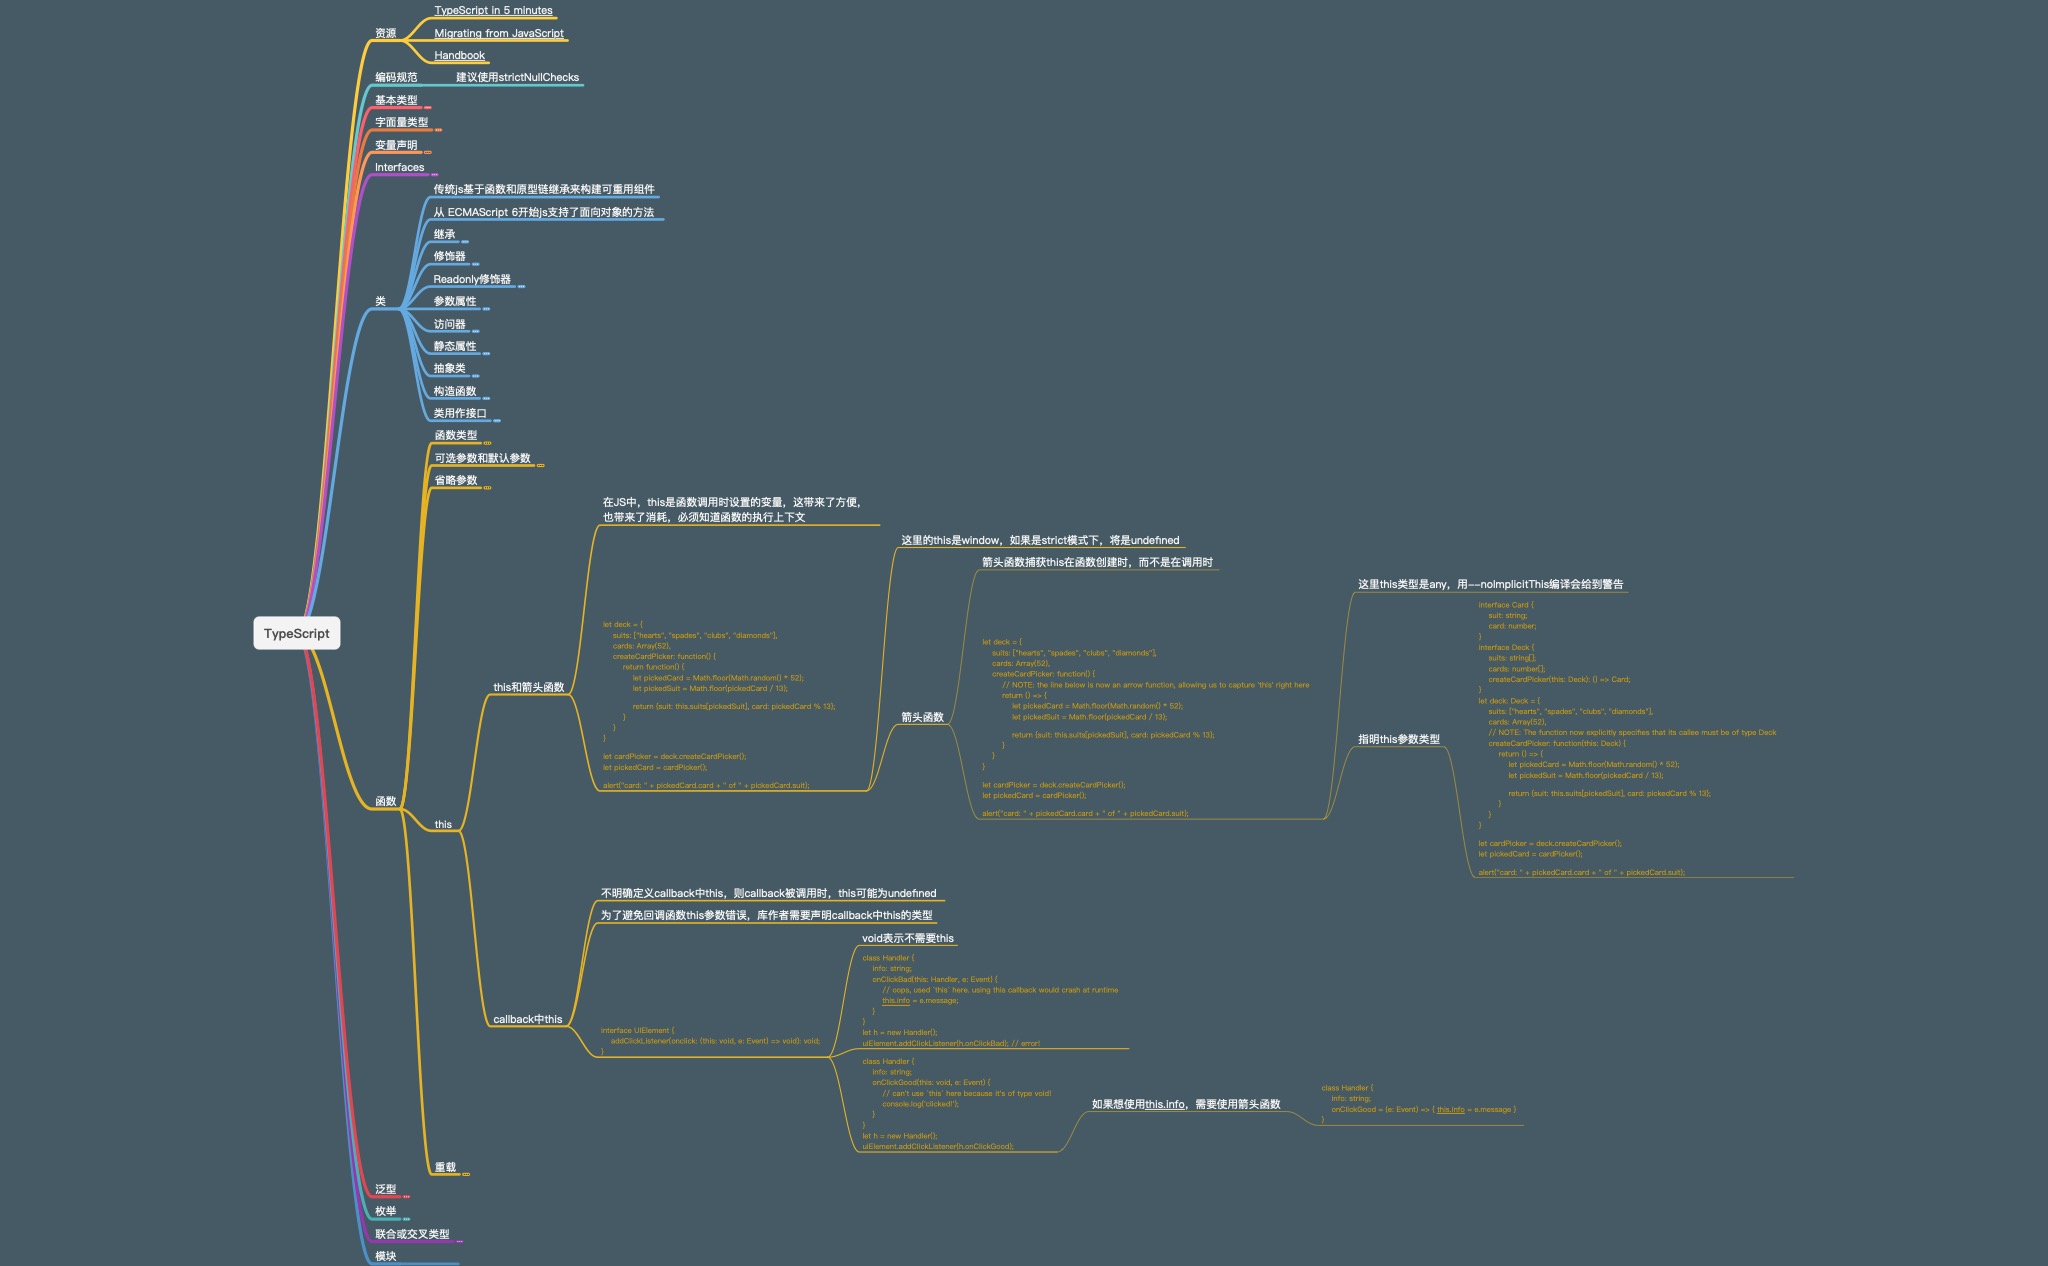 TypeScript
资源
TypeScript in 5 minutes
Migrating from JavaScript
Handbook
编码规范
建议使用strictNullChecks
基本类型
字面量类型
变量声明
Interfaces
类
传统js基于函数和原型链继承来构建可重用组件
从 ECMAScript 6开始js支持了面向对象的方法
继承
修饰器
Readonly修饰器
参数属性
访问器
静态属性
抽象类
构造函数
类用作接口
函数
函数类型
可选参数和默认参数
省略参数
this
this和箭头函数
在JS中，this是函数调用时设置的变量，这带来了方便，
也带来了消耗，必须知道函数的执行上下文
let deck = {
suits: ["hearts", "spades", "clubs", "diamonds"],
cards: Array(52),
createCardPicker: function() {
return function() {
let pickedCard = Math.floor(Math.random() * 52);
let pickedSuit = Math.floor(pickedCard / 13);
return {suit: this.suits[pickedSuit], card: pickedCard % 13};
}
}
}
let cardPicker = deck.createCardPicker();
let pickedCard = cardPicker();
alert("card: " + pickedCard.card + " of " + pickedCard.suit);
这里的this是window，如果是strict模式下，将是undefined
箭头函数
箭头函数捕获this在函数创建时，而不是在调用时
let deck = {
suits: ["hearts", "spades", "clubs", "diamonds"],
cards: Array(52),
createCardPicker: function() {
// NOTE: the line below is now an arrow function, allowing us to capture 'this' right here
return () => {
let pickedCard = Math.floor(Math.random() * 52);
let pickedSuit = Math.floor(pickedCard / 13);
return {suit: this.suits[pickedSuit], card: pickedCard % 13};
}
}
}
let cardPicker = deck.createCardPicker();
let pickedCard = cardPicker();
alert("card: " + pickedCard.card + " of " + pickedCard.suit);
这里this类型是any，用--noImplicitThis编译会给到警告
指明this参数类型
interface Card {
suit: string;
card: number;
}
interface Deck {
suits: string[];
cards: number[];
createCardPicker(this: Deck): () => Card;
}
let deck: Deck = {
suits: ["hearts", "spades", "clubs", "diamonds"],
cards: Array(52),
// NOTE: The function now explicitly specifies that its callee must be of type Deck
createCardPicker: function(this: Deck) {
return () => {
let pickedCard = Math.floor(Math.random() * 52);
let pickedSuit = Math.floor(pickedCard / 13);
return {suit: this.suits[pickedSuit], card: pickedCard % 13};
}
}
}
let cardPicker = deck.createCardPicker();
let pickedCard = cardPicker();
alert("card: " + pickedCard.card + " of " + pickedCard.suit);
callback中this
不明确定义callback中this，则callback被调用时，this可能为undefined
为了避免回调函数this参数错误，库作者需要声明callback中this的类型
interface UIElement {
addClickListener(onclick: (this: void, e: Event) => void): void;
}
void表示不需要this
class Handler {
info: string;
onClickBad(this: Handler, e: Event) {
// oops, used `this` here. using this callback would crash at runtime
this.info = e.message;
}
}
let h = new Handler();
uiElement.addClickListener(h.onClickBad); // error!
class Handler {
info: string;
onClickGood(this: void, e: Event) {
// can't use `this` here because it's of type void!
console.log('clicked!');
}
}
let h = new Handler();
uiElement.addClickListener(h.onClickGood);
如果想使用this.info，需要使用箭头函数
class Handler {
info: string;
onClickGood = (e: Event) => { this.info = e.message }
}
重载
泛型
枚举
联合或交叉类型
模块